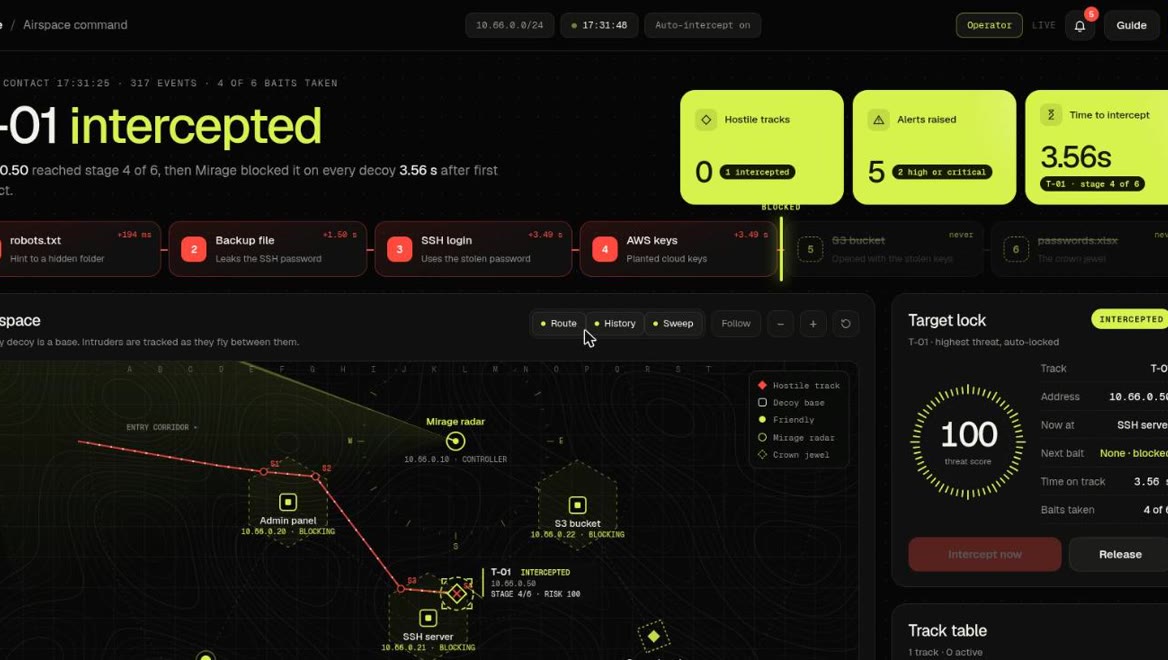 / Airspace command
10.66.0.0/24
17:31:48
Auto-intercept on
Operator
LIVE
5
Guide
CONTACT 17:31:25 · 317 EVENTS · 4 OF 6 BAITS TAKEN
-01 intercepted
0.50 reached stage 4 of 6, then Mirage blocked it on every decoy 3.56 s after first
ct.
Hostile tracks
0 1 intercepted
Alerts raised
5 2 high or critical
Time to intercept
3.56s
T-01 · stage 4 of 6
BLOCKED
robots.txt +194 ms
Hint to a hidden folder
2 Backup file +1.50 s
Leaks the SSH password
3 SSH login +3.49 s
Uses the stolen password
4 AWS keys +3.49 s
Planted cloud keys
5 S3 bucket never
Opened with the stolen keys
6 passwords.xlsx nev
The crown jewel
space
y decoy is a base. Intruders are tracked as they fly between them.
Route
History
Sweep
Follow
−
+
A D C D E F G H I J K L M N O P Q R S T
Hostile track
Decoy base
Friendly
Mirage radar
Crown jewel
ENTRY CORRIDOR
Mirage radar
W
E
10.66.0.10 · CONTROLLER
S1
S2
Admin panel
10.66.0.20 · BLOCKING
S3 bucket
10.66.0.22 · BLOCKING
S
T-01 INTERCEPTED
10.66.0.50
STAGE 4/6 · RISK 100
S3
SSH server
10.66.0.21 · BLOCKING
Target lock
INTERCEPTED
T-01 · highest threat, auto-locked
100
threat score
Track T-0
Address 10.66.0.50
Now at SSH serve
Next bait None · blocked
Time on track 3.56 s
Baits taken 4 of 6
Intercept now
Release
Track table
1 track · 0 active